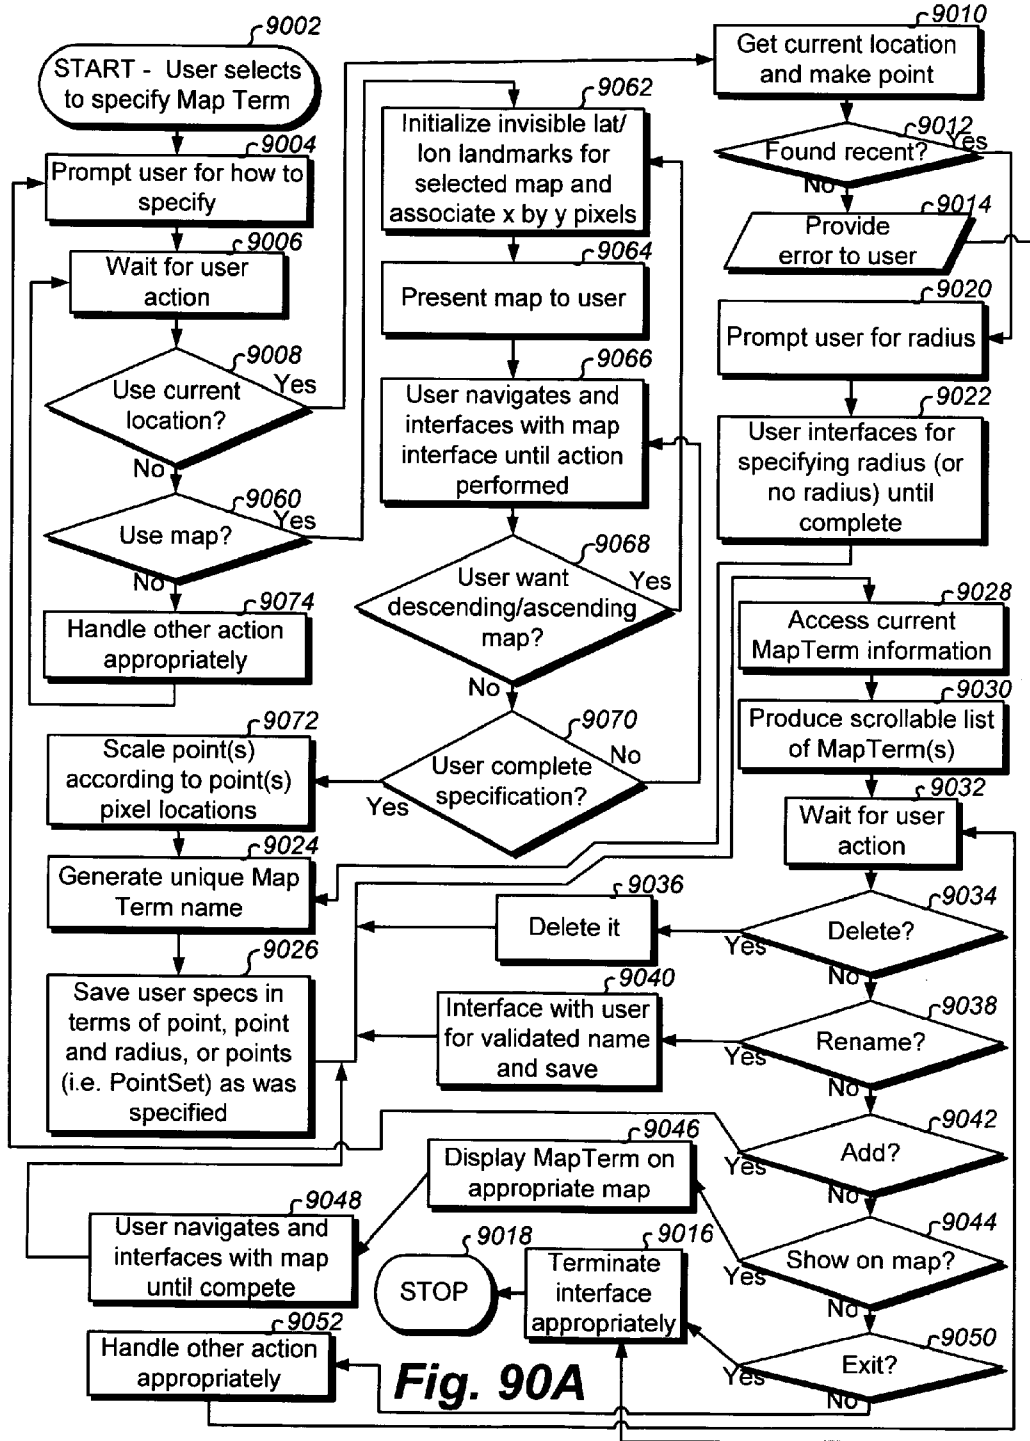 9002
START - User selects
to specify Map Term
9004
Prompt user for how to
specify
9006
Wait for user
action
9008
Use current
location?
Yes
No
9060
Use map?
Yes
No
9074
Handle other action
appropriately
9062
Initialize invisible lat/
lon landmarks for
selected map and
associate x by y pixels
9064
Present map to user
9066
User navigates and
interfaces with map
interface until action
performed
9068
User want
descending/ascending
map?
Yes
No
9070
User complete
specification?
No
Yes
9072
Scale point(s)
according to point(s)
pixel locations
9024
Generate unique Map
Term name
9026
Save user specs in
terms of point, point
and radius, or points
(i.e. PointSet) as was
specified
9010
Get current location
and make point
9012
Found recent?
Yes
No
9014
Provide
error to user
9020
Prompt user for radius
9022
User interfaces for
specifying radius (or
no radius) until
complete
9028
Access current
MapTerm information
9030
Produce scrollable list
of MapTerm(s)
9032
Wait for user
action
9034
Delete?
Yes
No
9036
Delete it
9038
Rename?
Yes
No
9040
Interface with user
for validated name
and save
9042
Add?
Yes
No
9044
Show on map?
Yes
No
9046
Display MapTerm on
appropriate map
9048
User navigates and
interfaces with map
until compete
9050
Exit?
Yes
No
9016
Terminate
interface
appropriately
9018
STOP
9052
Handle other action
appropriately
Fig. 90A